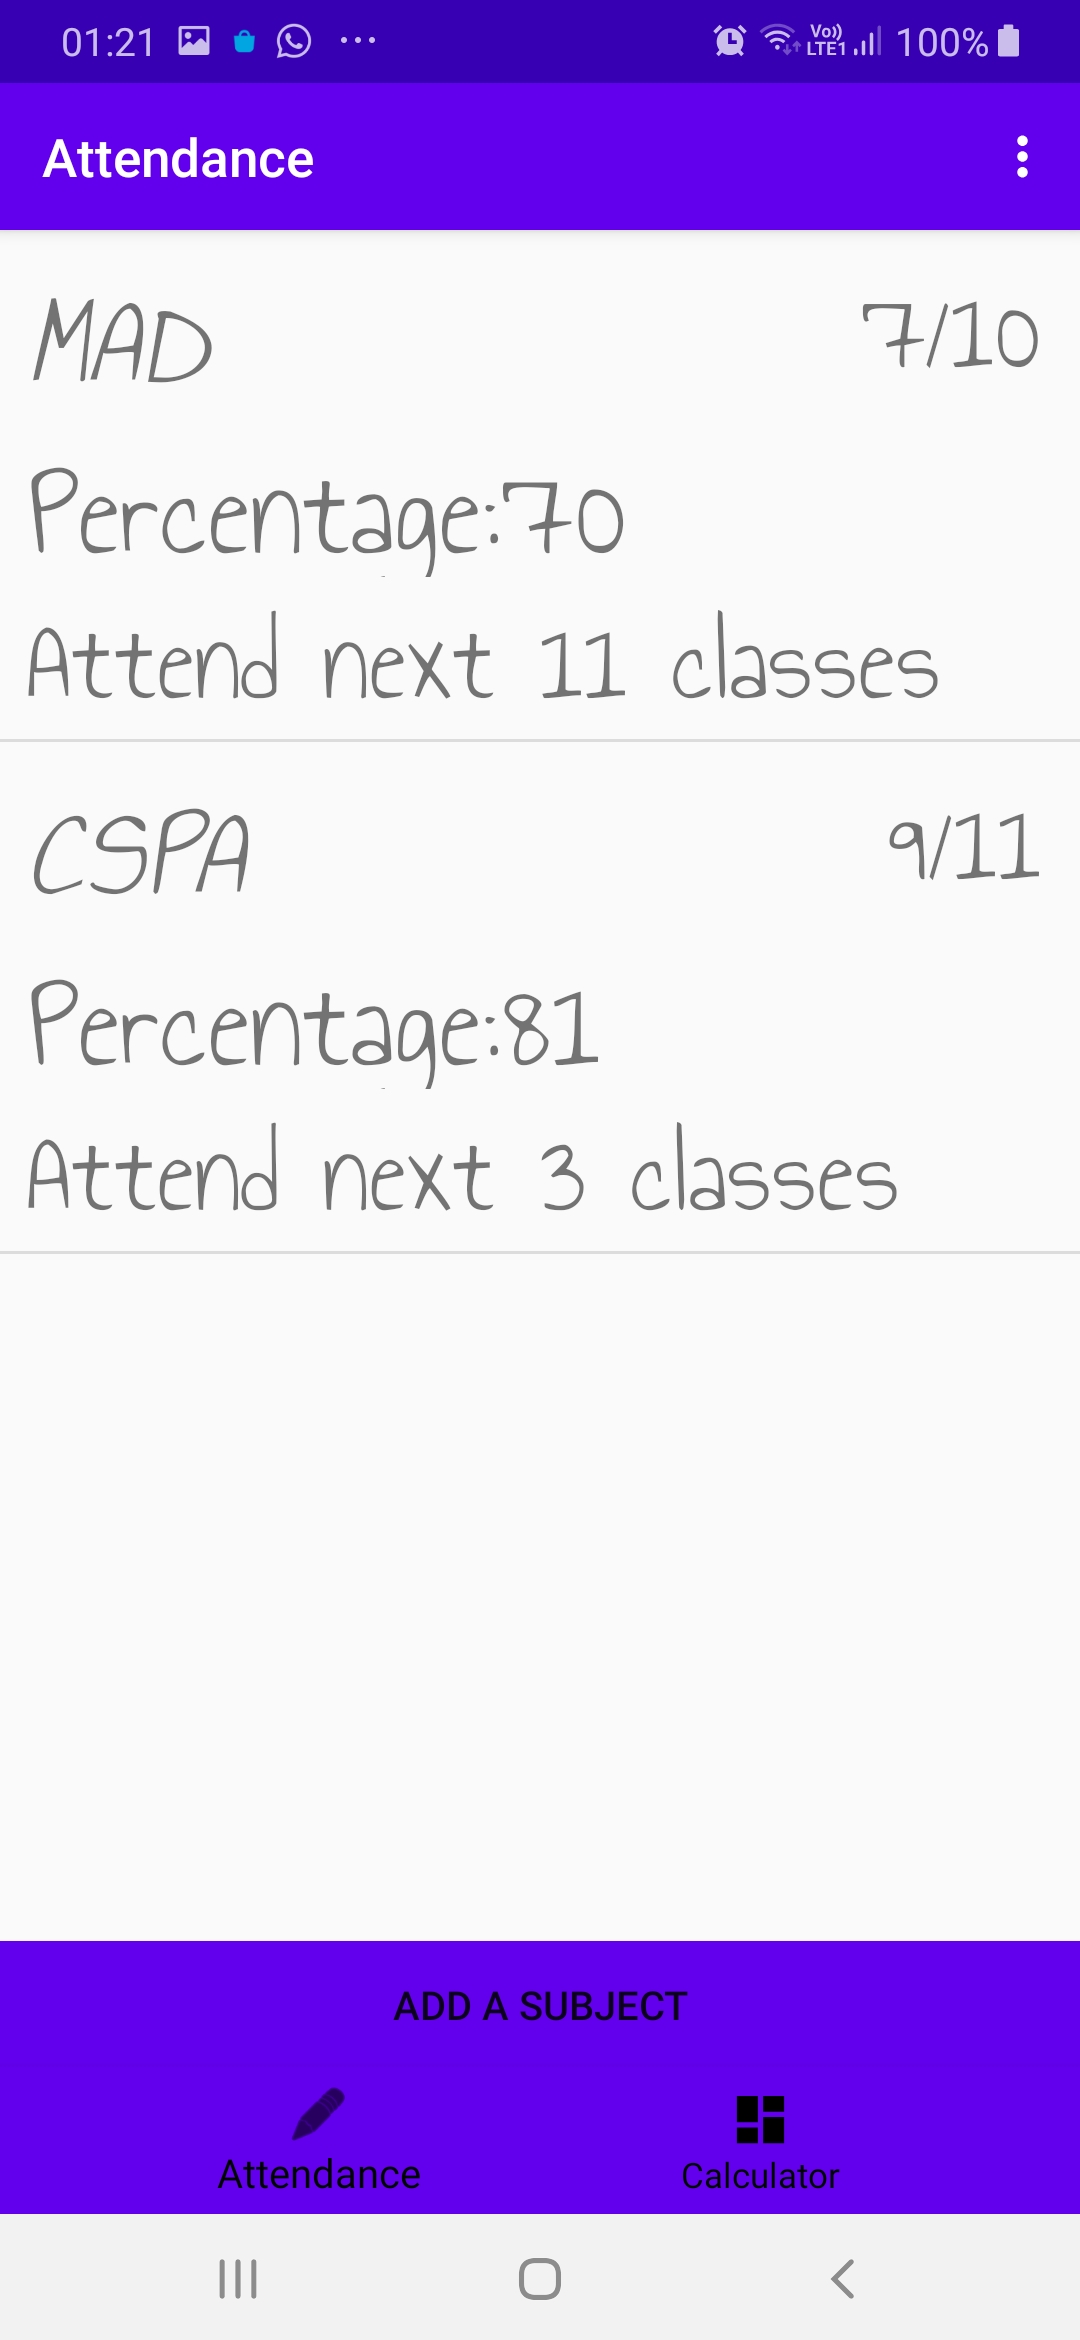 01:21 Vo)) LTE1 100%
Attendance
MAD 7/10
Percentage:70
Attend next 11 classes
CSPA 9/11
Percentage:81
Attend next 3 classes
ADD A SUBJECT
Attendance Calculator